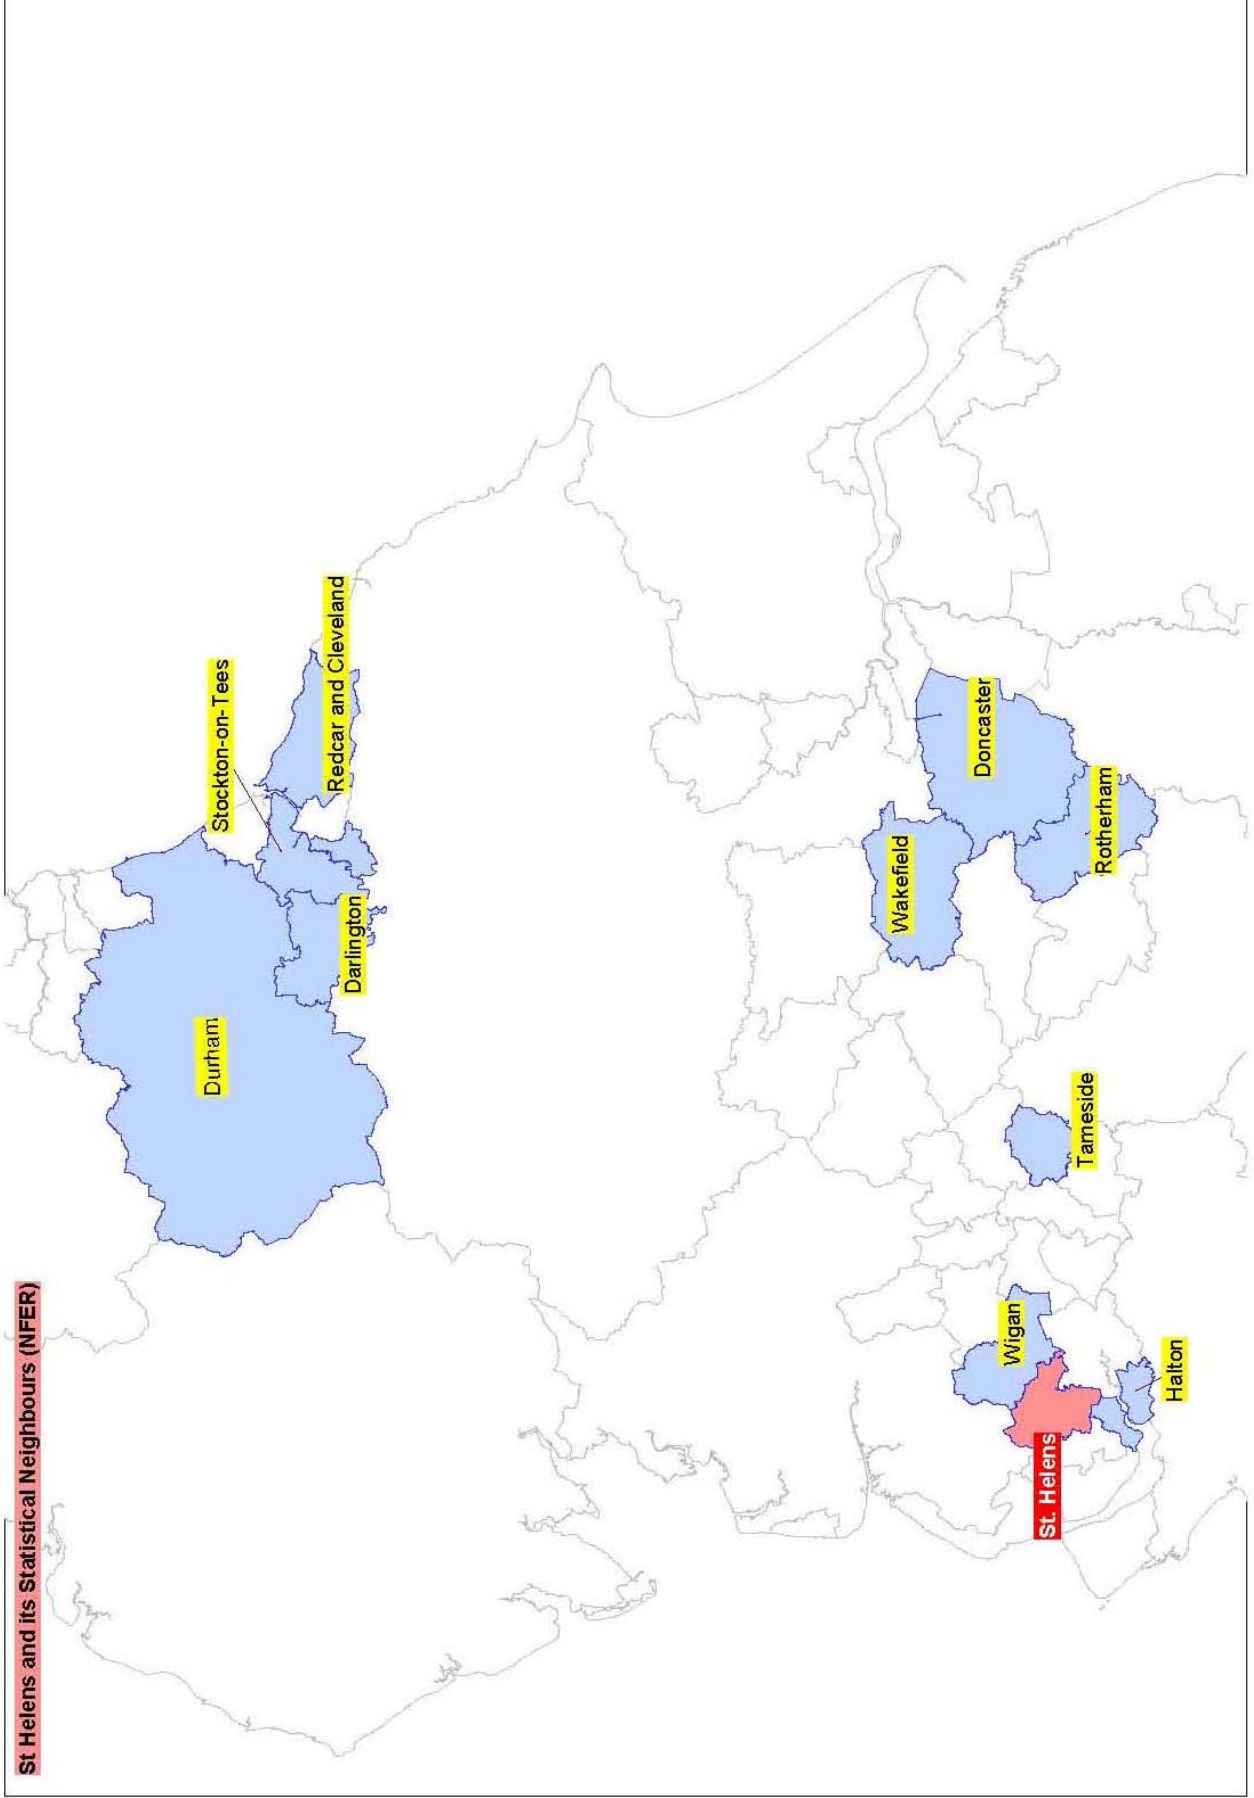 St Helens and its Statistical Neighbours (NFER)
Stockton-on-Tees
Redcar and Cleveland
Durham
Darlington
Wakefield
Doncaster
Rotherham
Tameside
Wigan
St. Helens
Halton